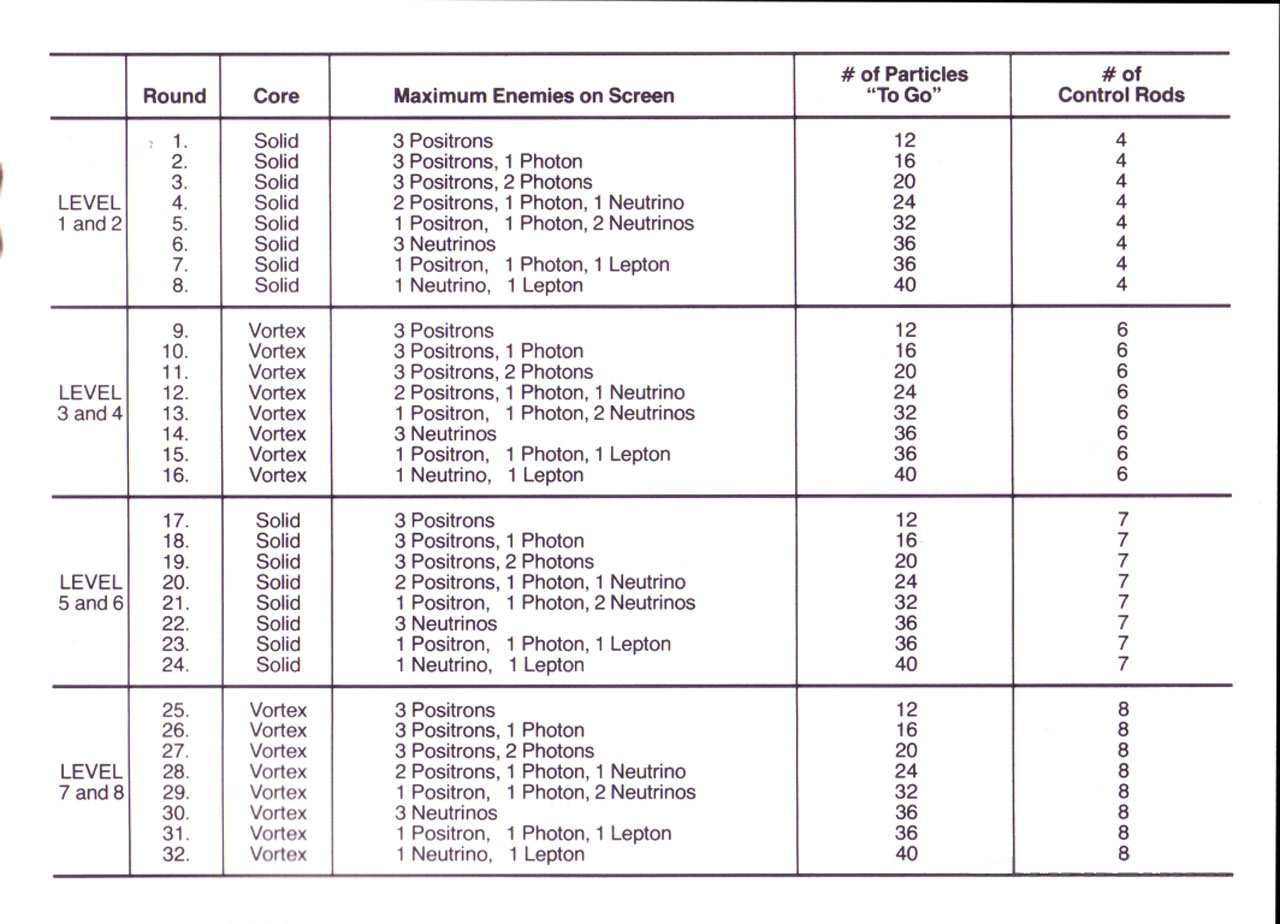 Round Core Maximum Enemies on Screen # of Particles "To Go" # of Control Rods
1. Solid 3 Positrons 12 4
2. Solid 3 Positrons, 1 Photon 16 4
3. Solid 3 Positrons, 2 Photons 20 4
LEVEL 4. Solid 2 Positrons, 1 Photon, 1 Neutrino 24 4
1 and 2 5. Solid 1 Positron, 1 Photon, 2 Neutrinos 32 4
6. Solid 3 Neutrinos 36 4
7. Solid 1 Positron, 1 Photon, 1 Lepton 36 4
8. Solid 1 Neutrino, 1 Lepton 40 4
9. Vortex 3 Positrons 12 6
10. Vortex 3 Positrons, 1 Photon 16 6
11. Vortex 3 Positrons, 2 Photons 20 6
LEVEL 12. Vortex 2 Positrons, 1 Photon, 1 Neutrino 24 6
3 and 4 13. Vortex 1 Positron, 1 Photon, 2 Neutrinos 32 6
14. Vortex 3 Neutrinos 36 6
15. Vortex 1 Positron, 1 Photon, 1 Lepton 36 6
16. Vortex 1 Neutrino, 1 Lepton 40 6
17. Solid 3 Positrons 12 7
18. Solid 3 Positrons, 1 Photon 16 7
19. Solid 3 Positrons, 2 Photons 20 7
LEVEL 20. Solid 2 Positrons, 1 Photon, 1 Neutrino 24 7
5 and 6 21. Solid 1 Positron, 1 Photon, 2 Neutrinos 32 7
22. Solid 3 Neutrinos 36 7
23. Solid 1 Positron, 1 Photon, 1 Lepton 36 7
24. Solid 1 Neutrino, 1 Lepton 40 7
25. Vortex 3 Positrons 12 8
26. Vortex 3 Positrons, 1 Photon 16 8
27. Vortex 3 Positrons, 2 Photons 20 8
LEVEL 28. Vortex 2 Positrons, 1 Photon, 1 Neutrino 24 8
7 and 8 29. Vortex 1 Positron, 1 Photon, 2 Neutrinos 32 8
30. Vortex 3 Neutrinos 36 8
31. Vortex 1 Positron, 1 Photon, 1 Lepton 36 8
32. Vortex 1 Neutrino, 1 Lepton 40 8